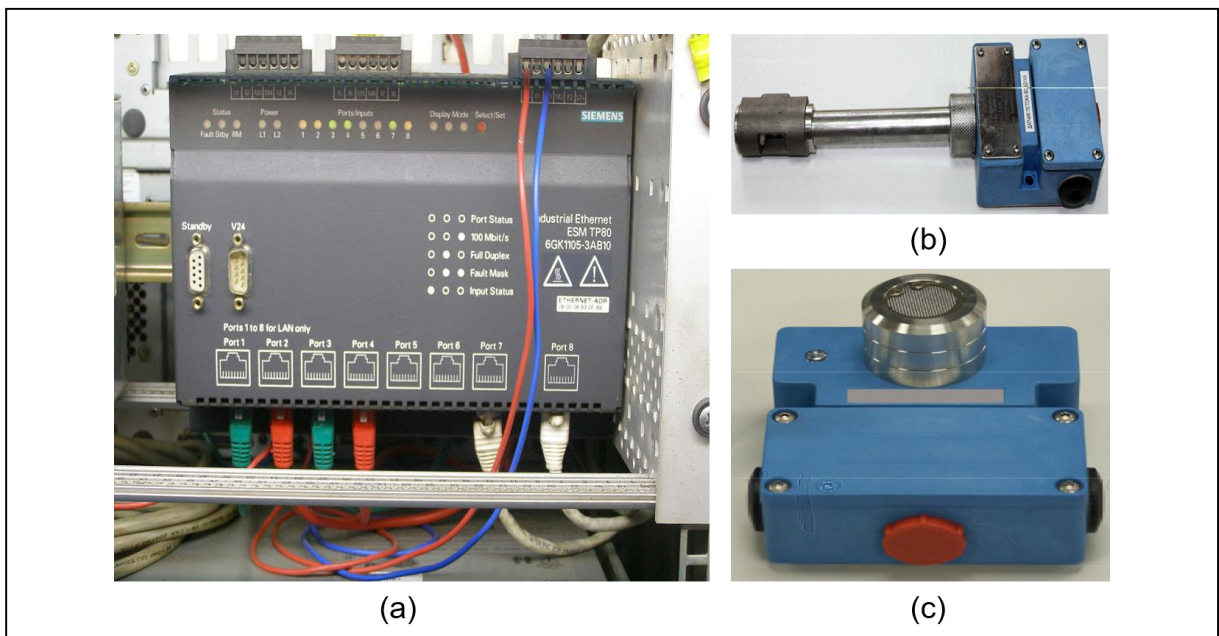 SIEMENS
Status
Power
Ports/Inputs
Display Mode
Select/Set
Fault Stby RM
L1 L2
1 2 3 4 5 6 7 8
Standby
V24
Port Status
100 Mbit/s
Full Duplex
Fault Mask
Input Status
Industrial Ethernet
ESM TP80
6GK1105-3AB10
ETHERNET-ADR
Ports 1 to 8 for LAN only
Port 1
Port 2
Port 3
Port 4
Port 5
Port 6
Port 7
Port 8
(a)
(b)
(c)